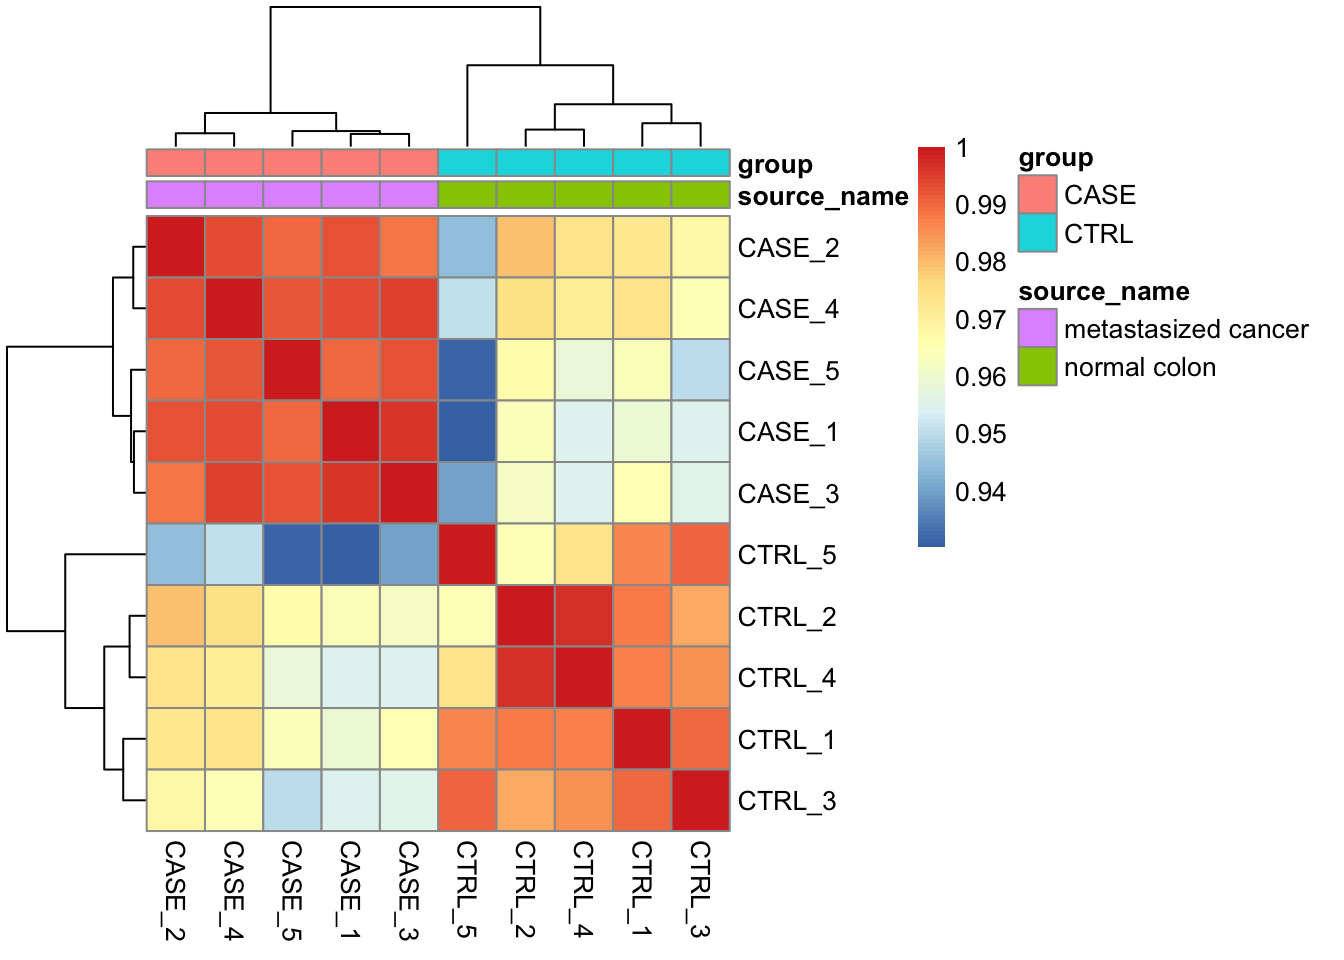 group
source_name
CASE_2
CASE_4
CASE_5
CASE_1
CASE_3
CTRL_5
CTRL_2
CTRL_4
CTRL_1
CTRL_3
CASE_2
CASE_4
CASE_5
CASE_1
CASE_3
CTRL_5
CTRL_2
CTRL_4
CTRL_1
CTRL_3
1
0.99
0.98
0.97
0.96
0.95
0.94
group
CASE
CTRL
source_name
metastasized cancer
normal colon